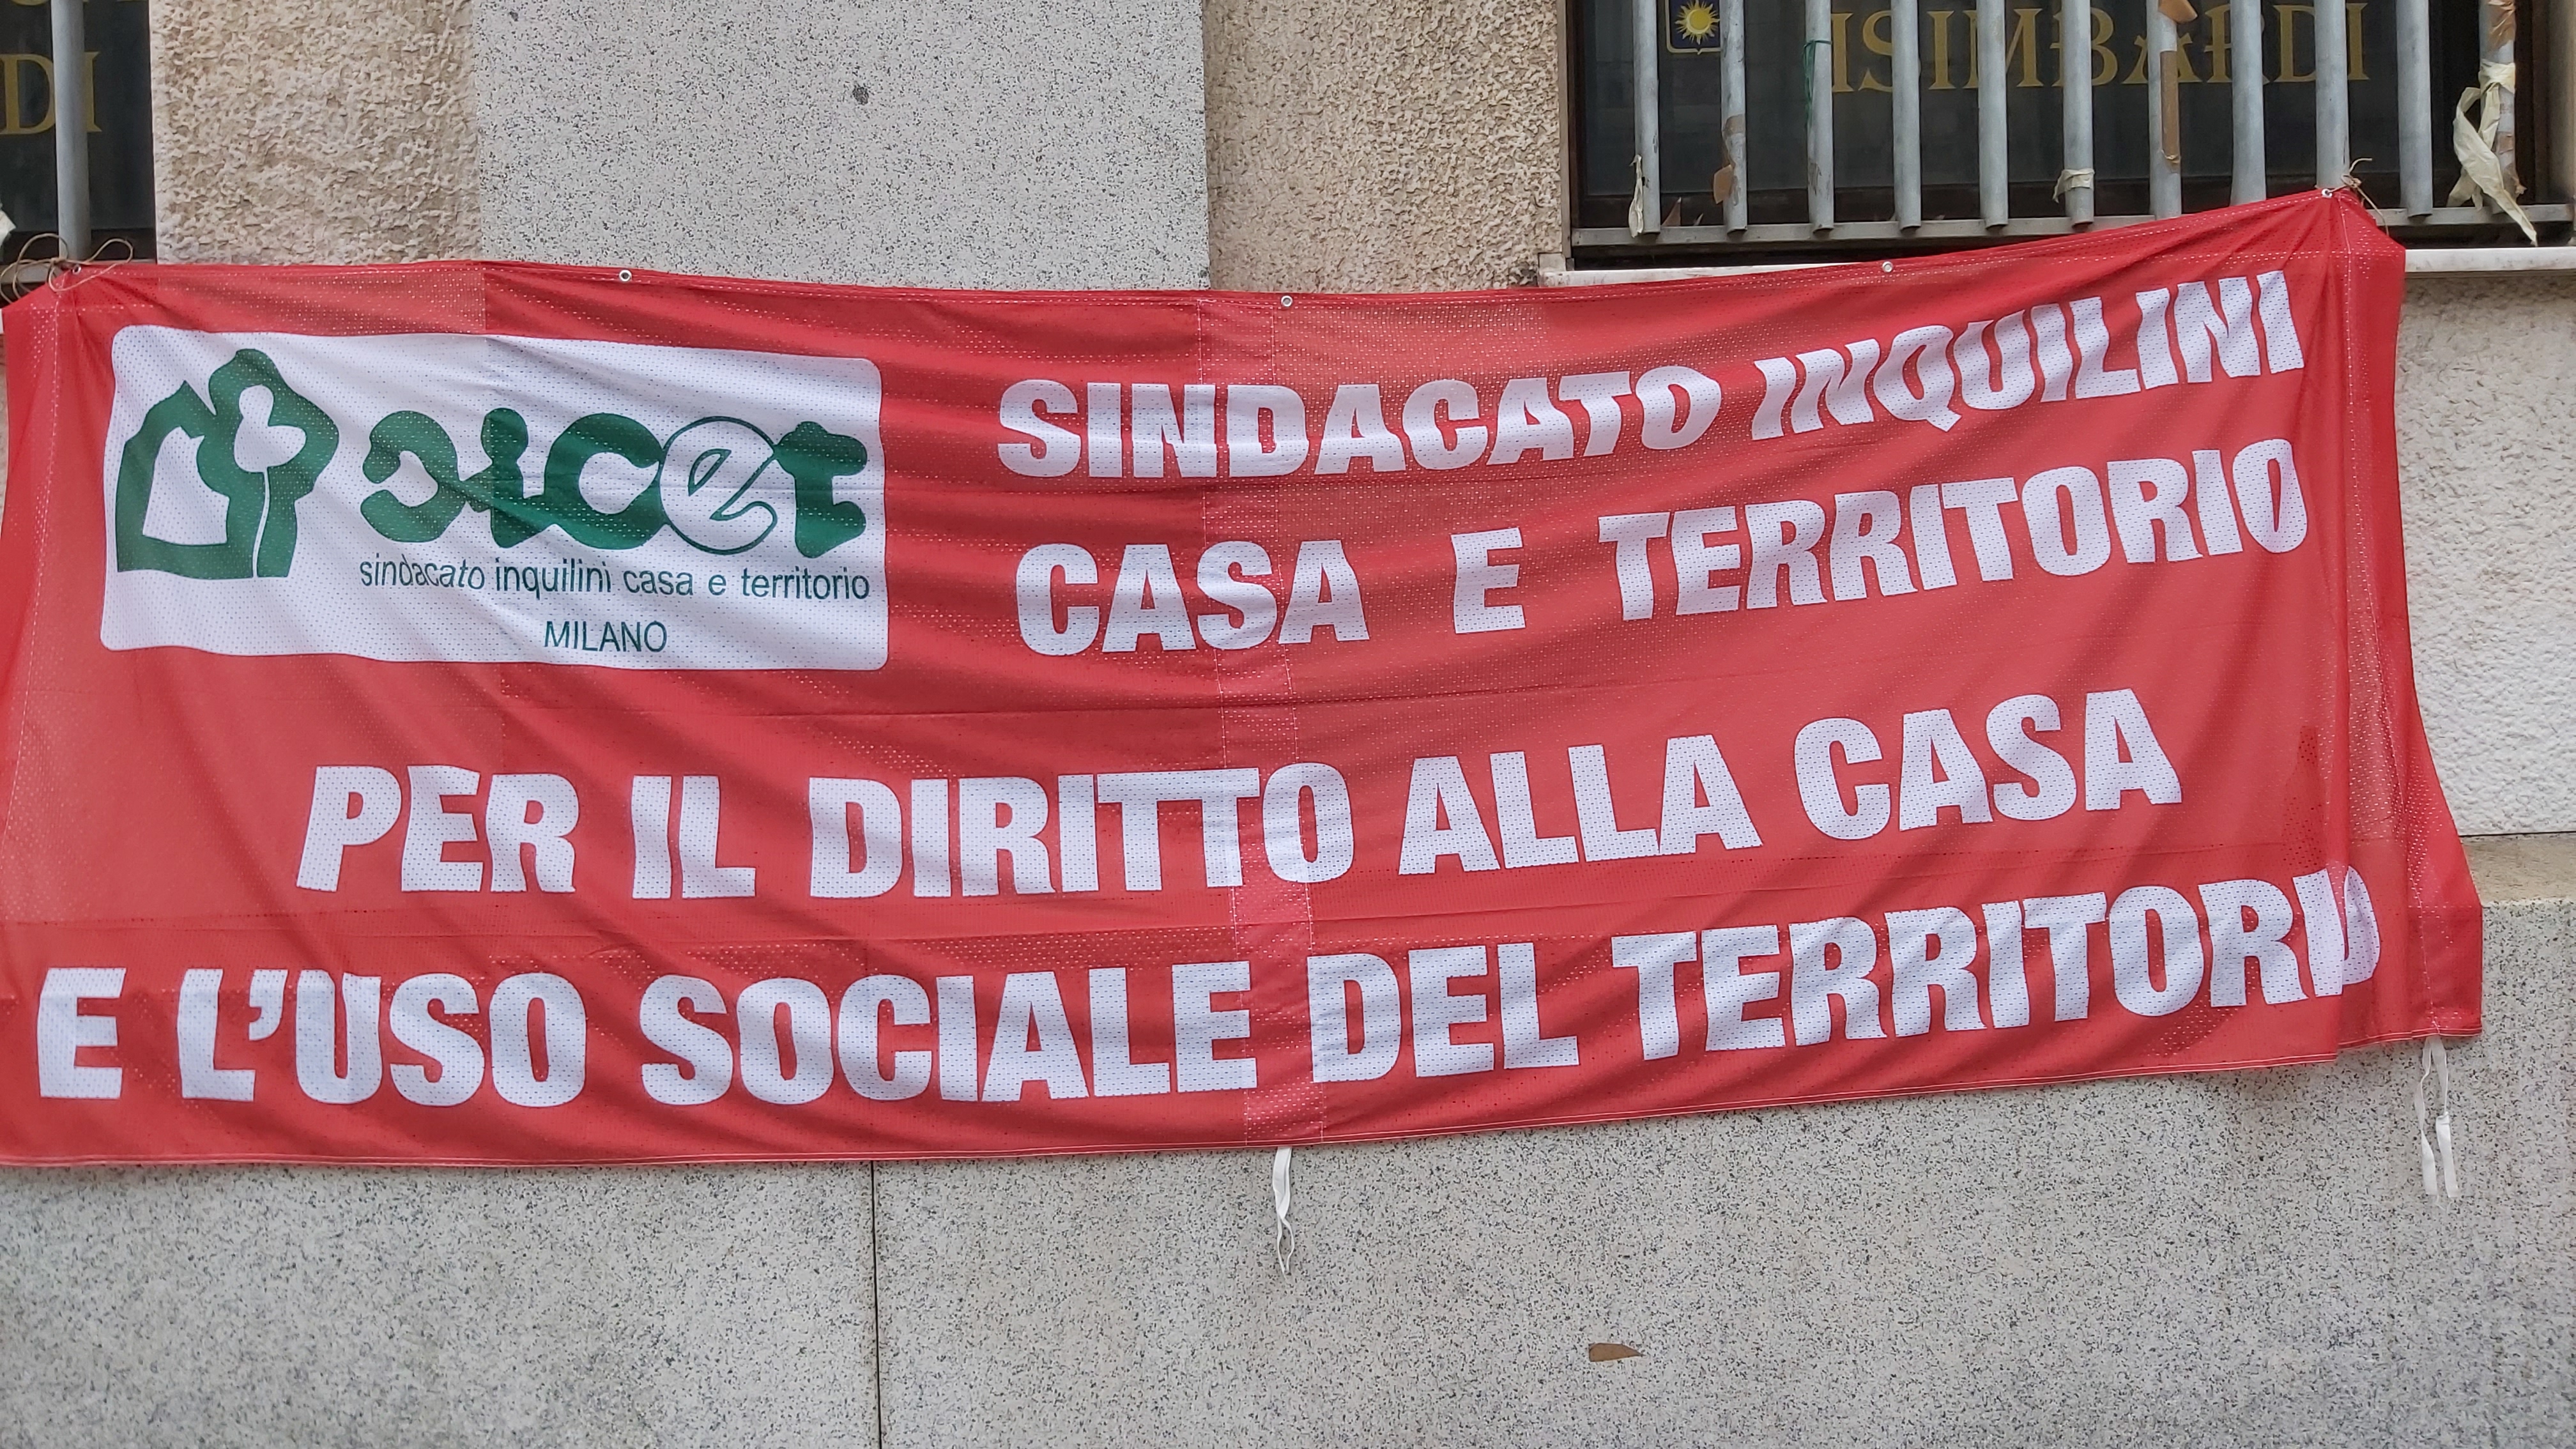 DI
ISIMBARDI
sicet
sindacato inquilini casa e territorio
MILANO
SINDACATO INQUILINI
CASA E TERRITORIO
PER IL DIRITTO ALLA CASA
E L'USO SOCIALE DEL TERRITORIO